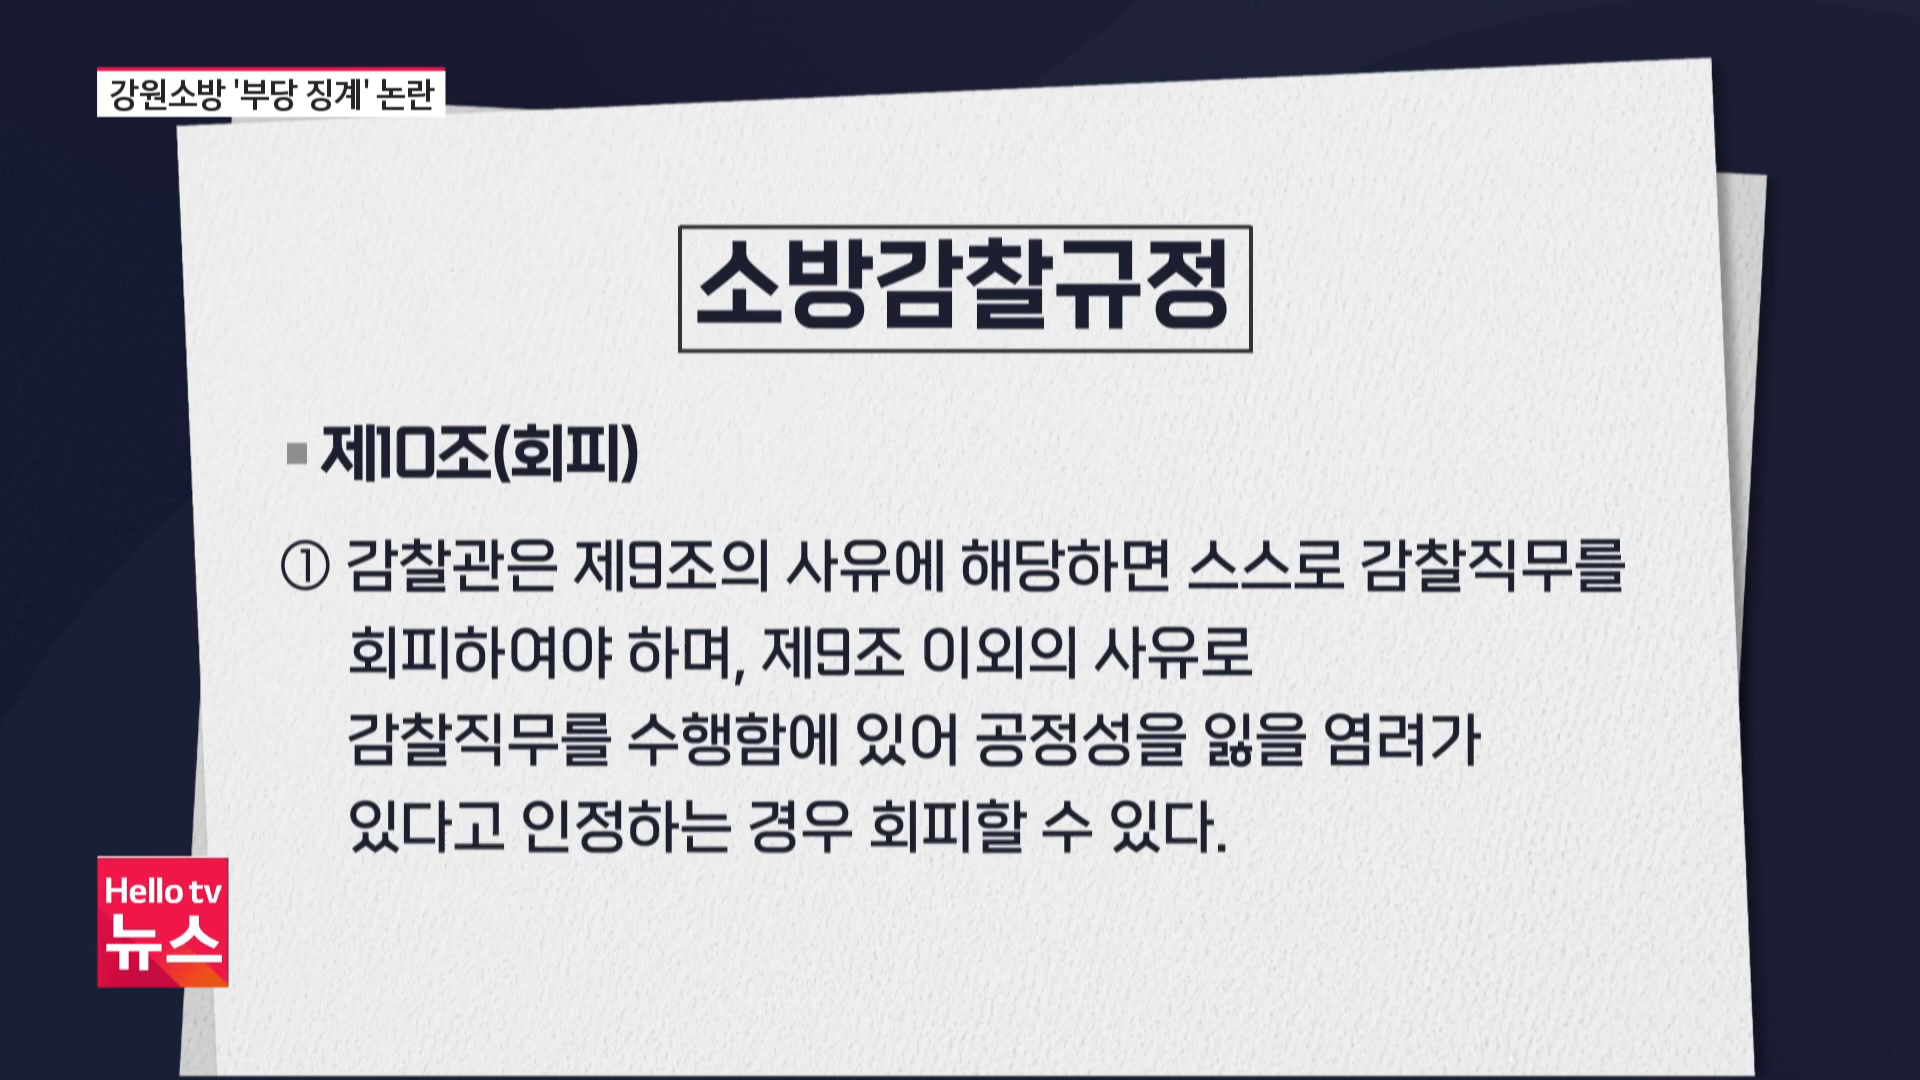 강원소방 '부당 징계' 논란
소방감찰규정
제10조(회피)
① 감찰관은 제9조의 사유에 해당하면 스스로 감찰직무를
회피하여야 하며, 제9조 이외의 사유로
감찰직무를 수행함에 있어 공정성을 잃을 염려가
있다고 인정하는 경우 회피할 수 있다.
Hello tv
뉴스